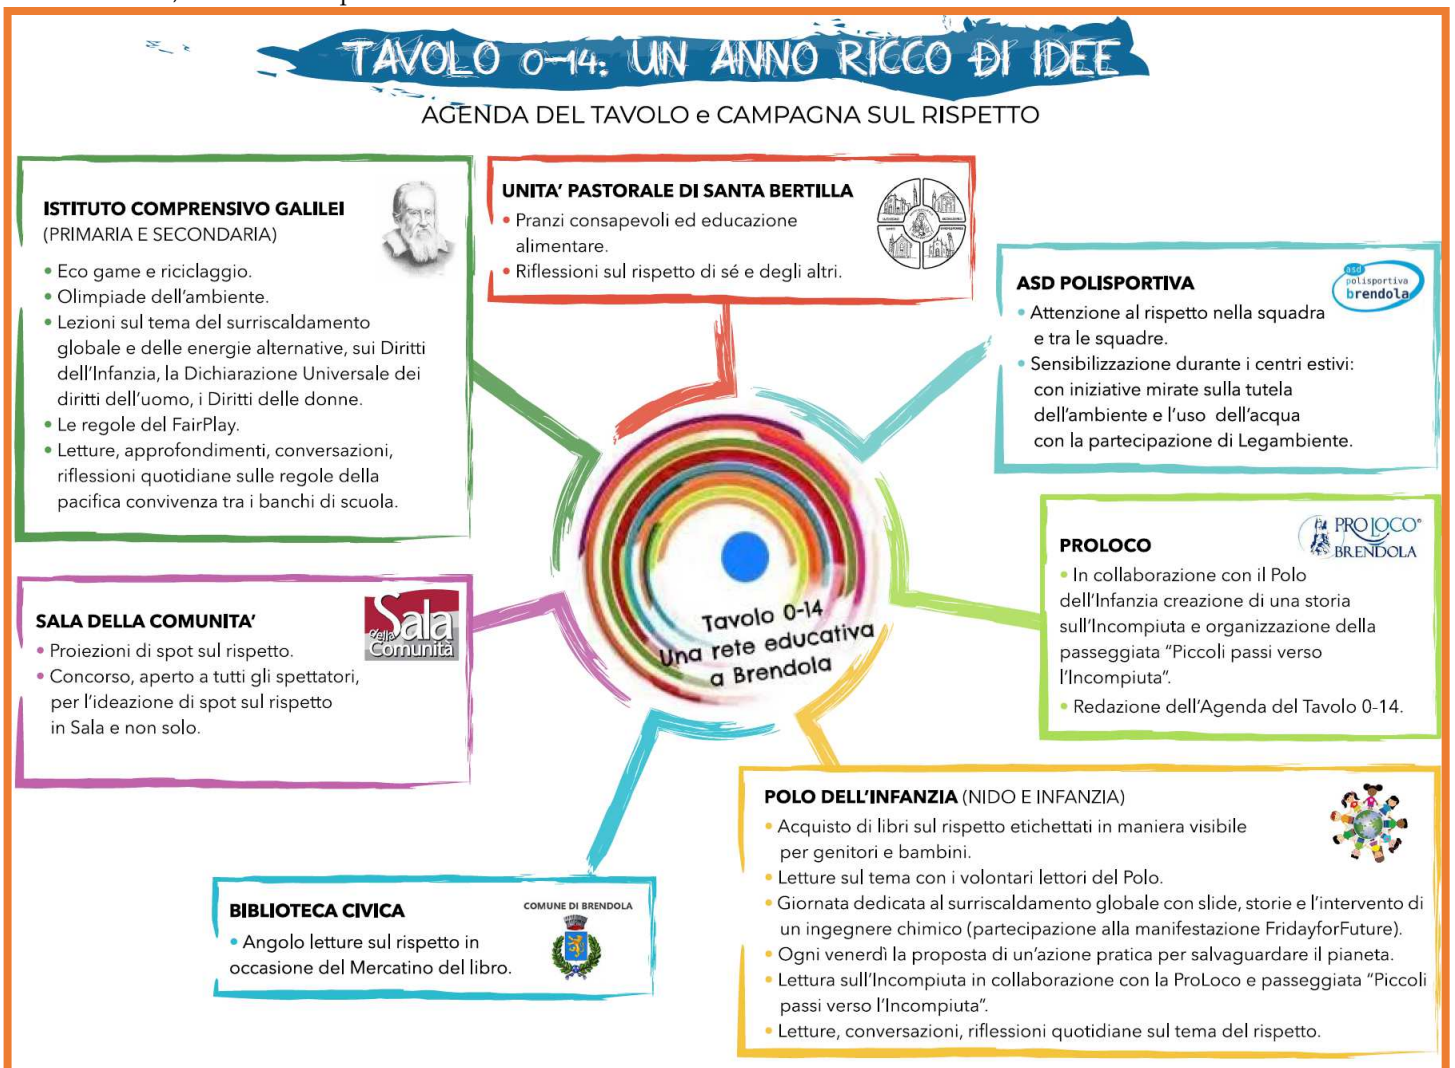 TAVOLO 0-14: UN ANNO RICCO DI IDEE
AGENDA DEL TAVOLO e CAMPAGNA SUL RISPETTO
ISTITUTO COMPRENSIVO GALILEI
(PRIMARIA E SECONDARIA)
• Eco game e riciclaggio.
• Olimpiade dell'ambiente.
• Lezioni sul tema del surriscaldamento
globale e delle energie alternative, sui Diritti
dell'Infanzia, la Dichiarazione Universale dei
diritti dell'uomo, i Diritti delle donne.
• Le regole del FairPlay.
• Letture, approfondimenti, conversazioni,
riflessioni quotidiane sulle regole della
pacifica convivenza tra i banchi di scuola.
UNITA' PASTORALE DI SANTA BERTILLA
• Pranzi consapevoli ed educazione
alimentare.
• Riflessioni sul rispetto di sé e degli altri.
ASD POLISPORTIVA
asd
polisportiva
brendola
• Attenzione al rispetto nella squadra
e tra le squadre.
• Sensibilizzazione durante i centri estivi:
con iniziative mirate sulla tutela
dell'ambiente e l'uso dell'acqua
con la partecipazione di Legambiente.
PROLOCO
PROLOCO®
BRENDOLA
• In collaborazione con il Polo
dell'Infanzia creazione di una storia
sull'Incompiuta e organizzazione della
passeggiata "Piccoli passi verso
l'Incompiuta".
• Redazione dell'Agenda del Tavolo 0-14.
SALA DELLA COMUNITA'
Sala
della
Comunità
• Proiezioni di spot sul rispetto.
• Concorso, aperto a tutti gli spettatori,
per l'ideazione di spot sul rispetto
in Sala e non solo.
Tavolo 0-14
Una rete educativa
a Brendola
POLO DELL'INFANZIA (NIDO E INFANZIA)
• Acquisto di libri sul rispetto etichettati in maniera visibile
per genitori e bambini.
• Letture sul tema con i volontari lettori del Polo.
• Giornata dedicata al surriscaldamento globale con slide, storie e l'intervento di
un ingegnere chimico (partecipazione alla manifestazione FridayforFuture).
• Ogni venerdì la proposta di un'azione pratica per salvaguardare il pianeta.
• Lettura sull'Incompiuta in collaborazione con la ProLoco e passeggiata "Piccoli
passi verso l'Incompiuta".
• Letture, conversazioni, riflessioni quotidiane sul tema del rispetto.
BIBLIOTECA CIVICA
COMUNE DI BRENDOLA
• Angolo letture sul rispetto in
occasione del Mercatino del libro.